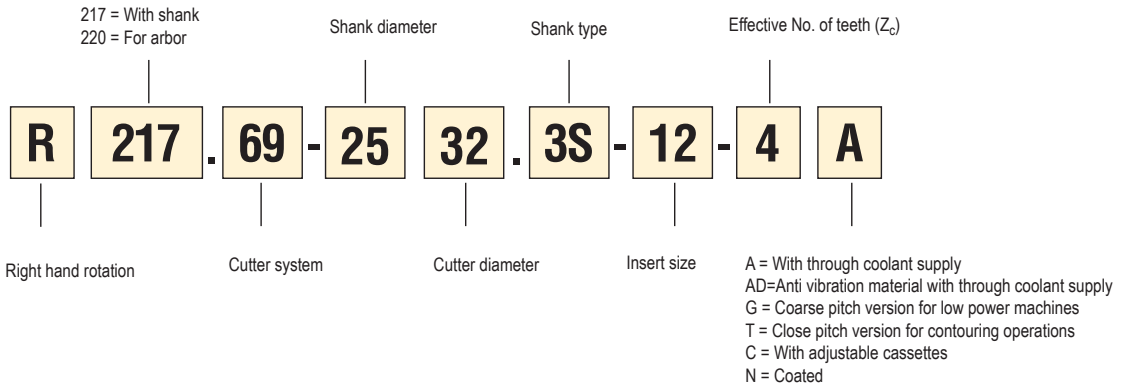 217 = With shank
220 = For arbor
Shank diameter
Shank type
Effective No. of teeth (Zc)
R 217.69-25 32.3S-12-4 A
Right hand rotation
Cutter system
Cutter diameter
Insert size
A = With through coolant supply
AD=Anti vibration material with through coolant supply
G = Coarse pitch version for low power machines
T = Close pitch version for contouring operations
C = With adjustable cassettes
N = Coated